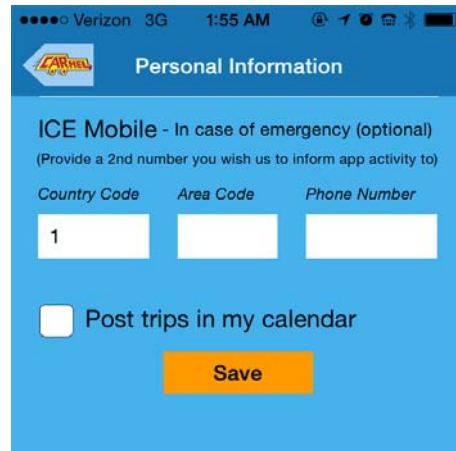 Verizon 3G 1:55 AM
CARMEL
Personal Information
ICE Mobile - In case of emergency (optional)
(Provide a 2nd number you wish us to inform app activity to)
Country Code Area Code Phone Number
1
Post trips in my calendar
Save